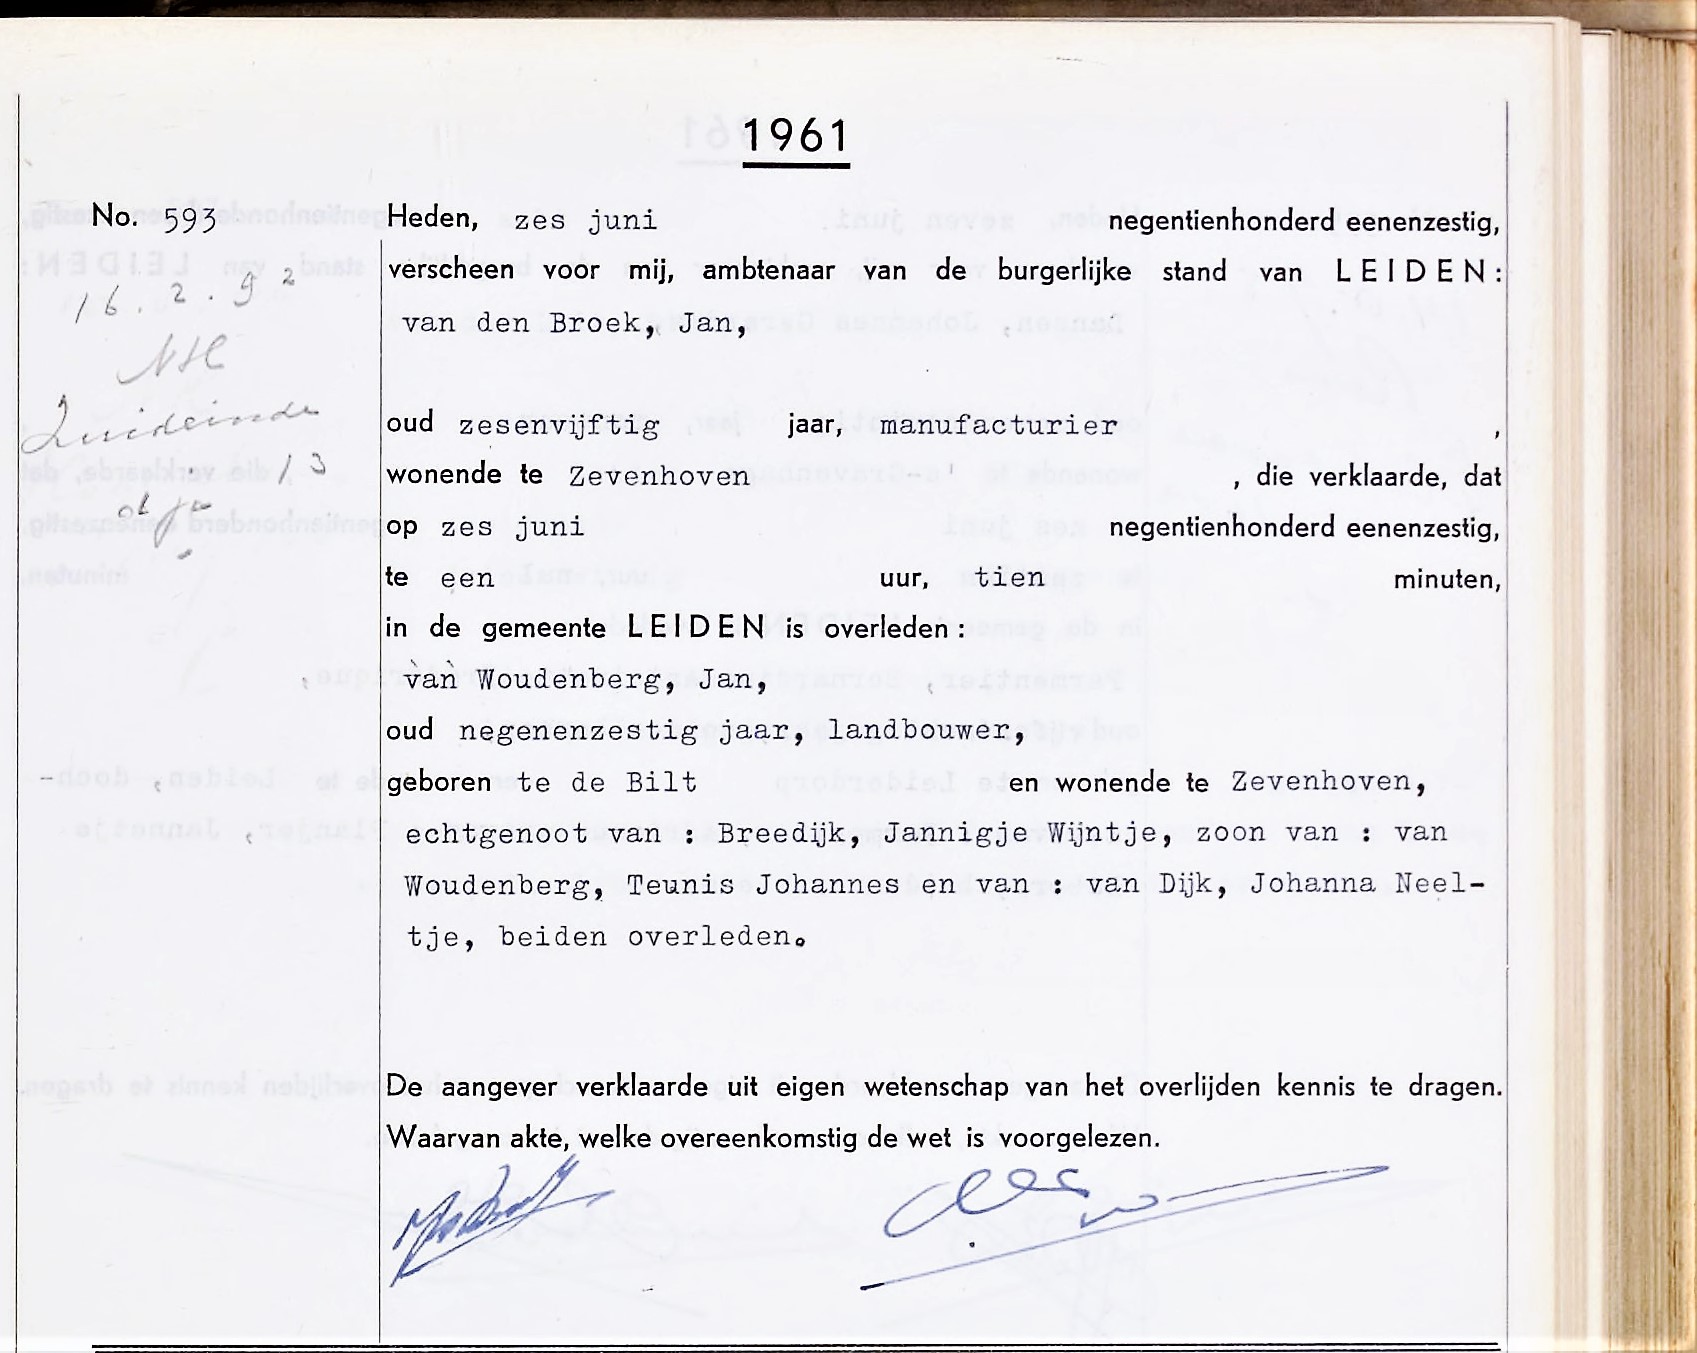 1961
No. 593
16.2.92
NH
Zuideinde
13
Heden, zes juni negentienhonderd eenenzestig,
verscheen voor mij, ambtenaar van de burgerlijke stand van LEIDEN:
van den Broek, Jan,
oud zesenvijftig jaar, manufacturier ,
wonende te Zevenhoven , die verklaarde, dat
op zes juni negentienhonderd eenenzestig,
te een uur, tien minuten,
in de gemeente LEIDEN is overleden :
van Woudenberg, Jan,
oud negenenzestig jaar, landbouwer,
geboren te de Bilt en wonende te Zevenhoven,
echtgenoot van : Breedijk, Jannigje Wijntje, zoon van : van
Woudenberg, Teunis Johannes en van : van Dijk, Johanna Neel-
tje, beiden overleden.
De aangever verklaarde uit eigen wetenschap van het overlijden kennis te dragen.
Waarvan akte, welke overeenkomstig de wet is voorgelezen.